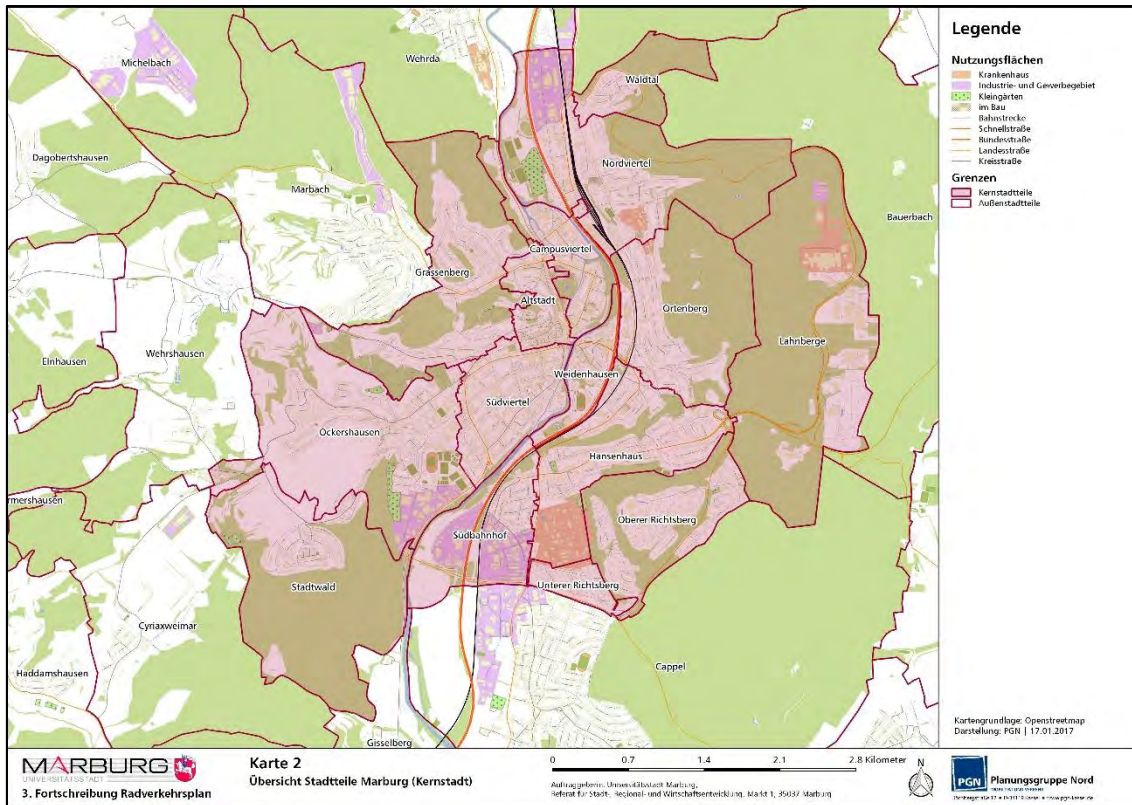 Michelbach
Wehrda
Waldtal
Dagobertshausen
Marbach
Nordviertel
Bauerbach
Campusviertel
Grassenberg
Altstadt
Ortenberg
Elnhausen
Wehrshausen
Lahnberge
Weidenhausen
Südviertel
Ockershausen
Hansenhaus
ermershausen
Oberer Richtsberg
Südbahnhof
Stadtwald
Unterer Richtsberg
Cyriaxweimar
Haddamshausen
Cappel
Gisselberg
Legende
Nutzungsflächen
Krankenhaus
Industrie- und Gewerbegebiet
Kleingärten
im Bau
Bahnstrecke
Schnellstraße
Bundesstraße
Landesstraße
Kreisstraße
Grenzen
Kernstadtteile
Außenstadtteile
Kartengrundlage: Openstreetmap
Darstellung: PGN | 17.01.2017
MARBURG
UNIVERSITÄTSSTADT
3. Fortschreibung Radverkehrsplan
Karte 2
Übersicht Stadtteile Marburg (Kernstadt)
0 0.7 1.4 2.1 2.8 Kilometer
N
Auftraggeberin: Universitätsstadt Marburg,
Referat für Stadt-, Regional- und Wirtschaftsentwicklung, Markt 1, 35037 Marburg
PGN
Planungsgruppe Nord